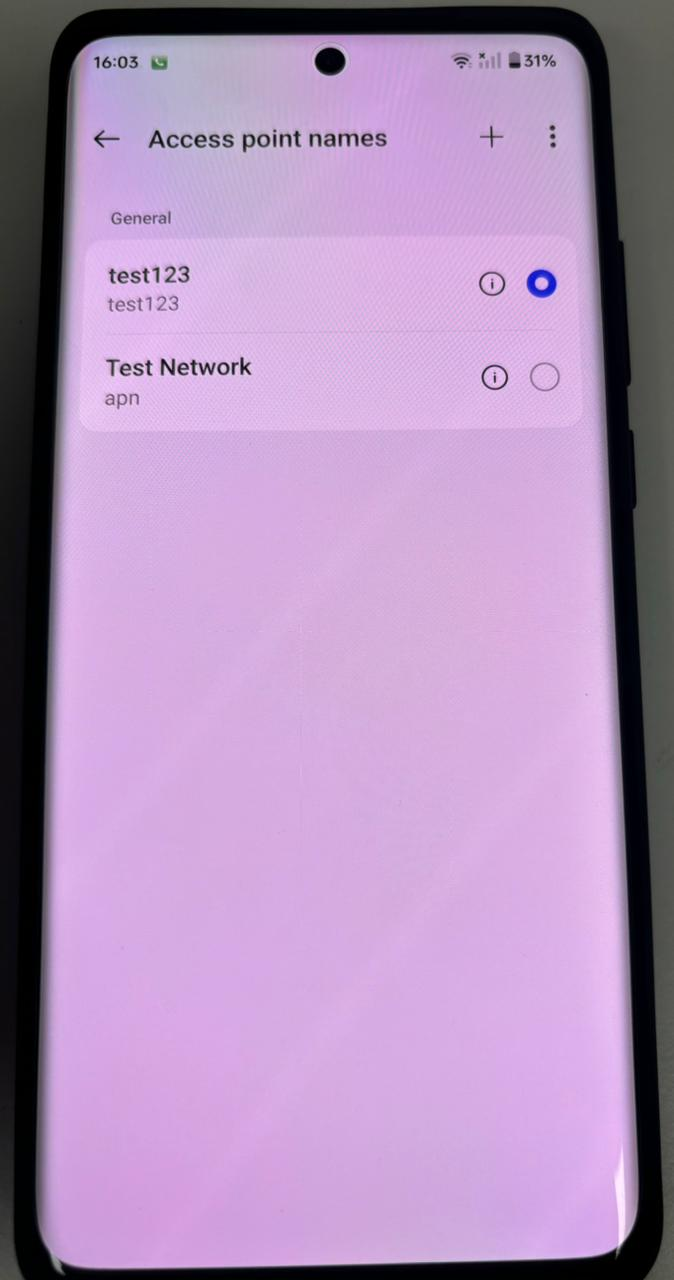 16:03
31%
Access point names
General
test123
test123
Test Network
apn